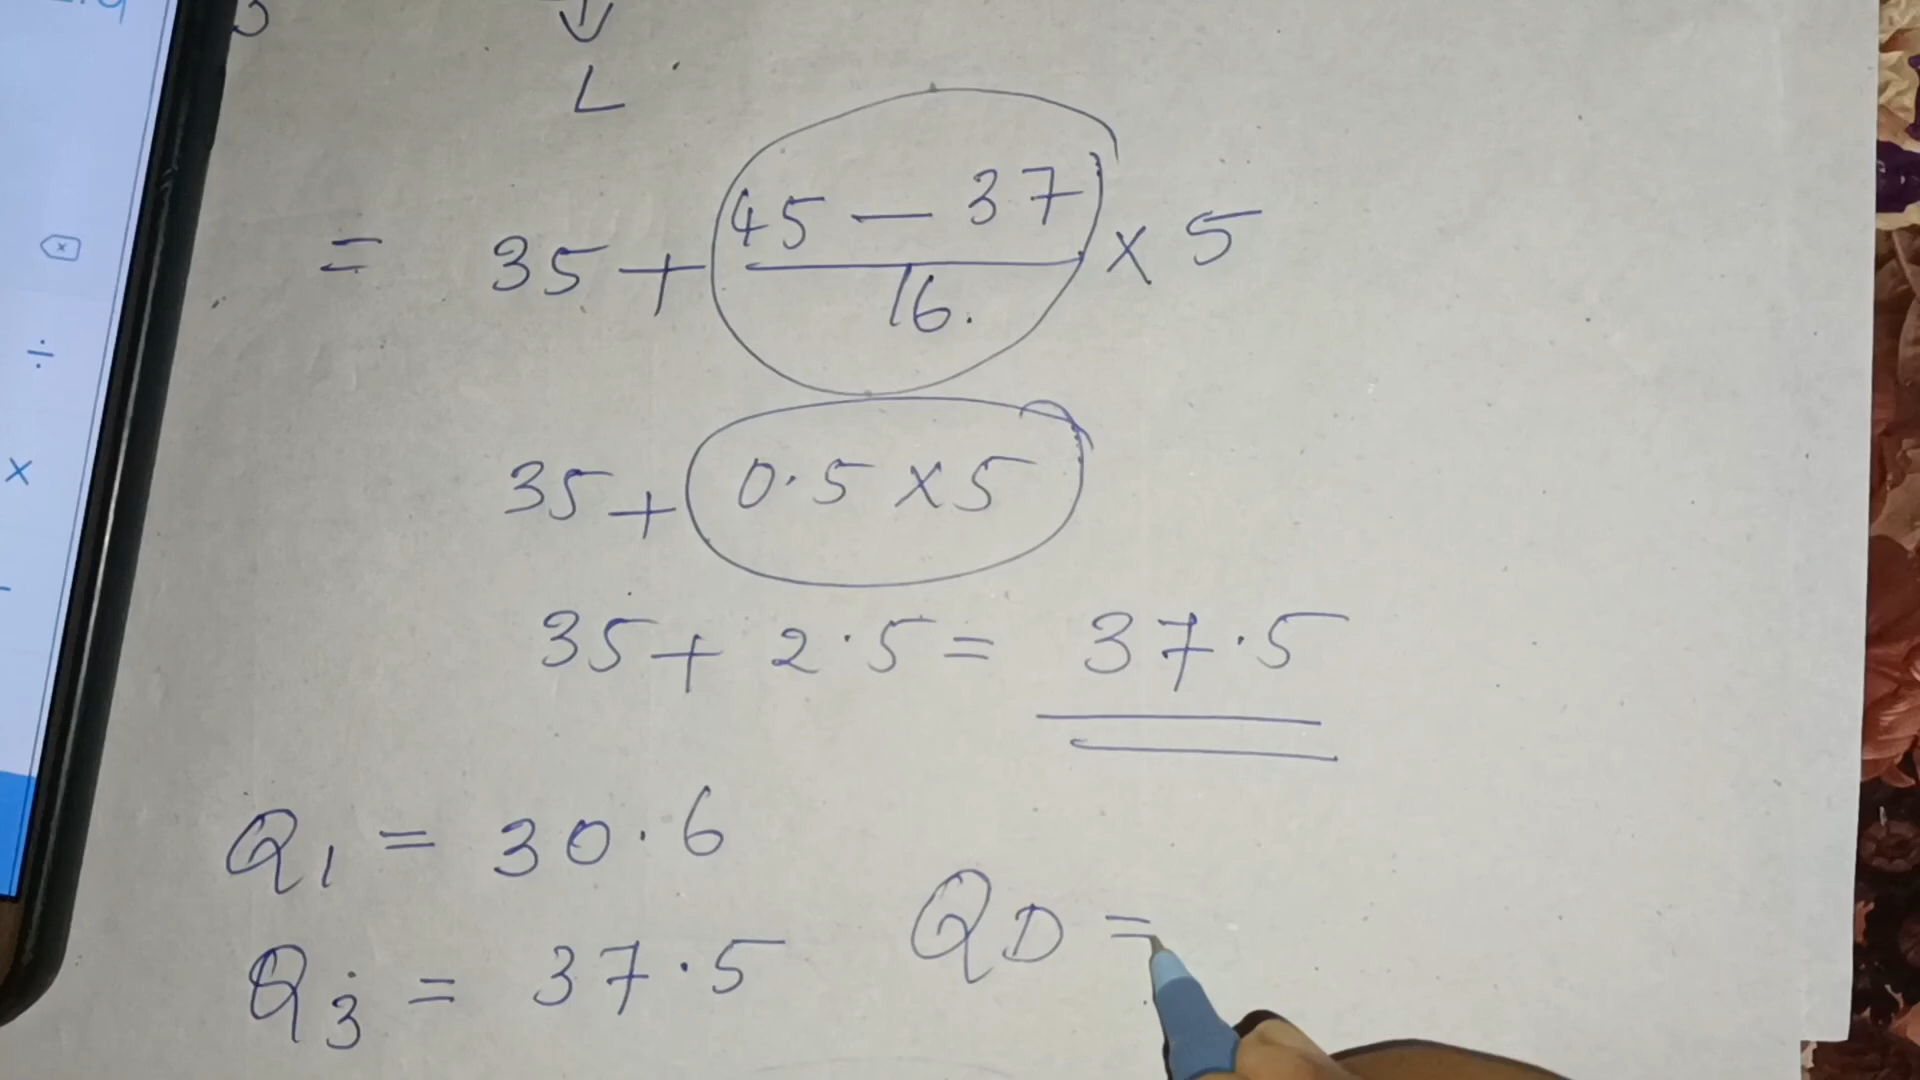 ↓
L
= 35 + 45 - 37 / 16. × 5
35 + 0.5 × 5
35 + 2.5 = 37.5
Q1 = 30.6
QD =
Q3 = 37.5
÷
×